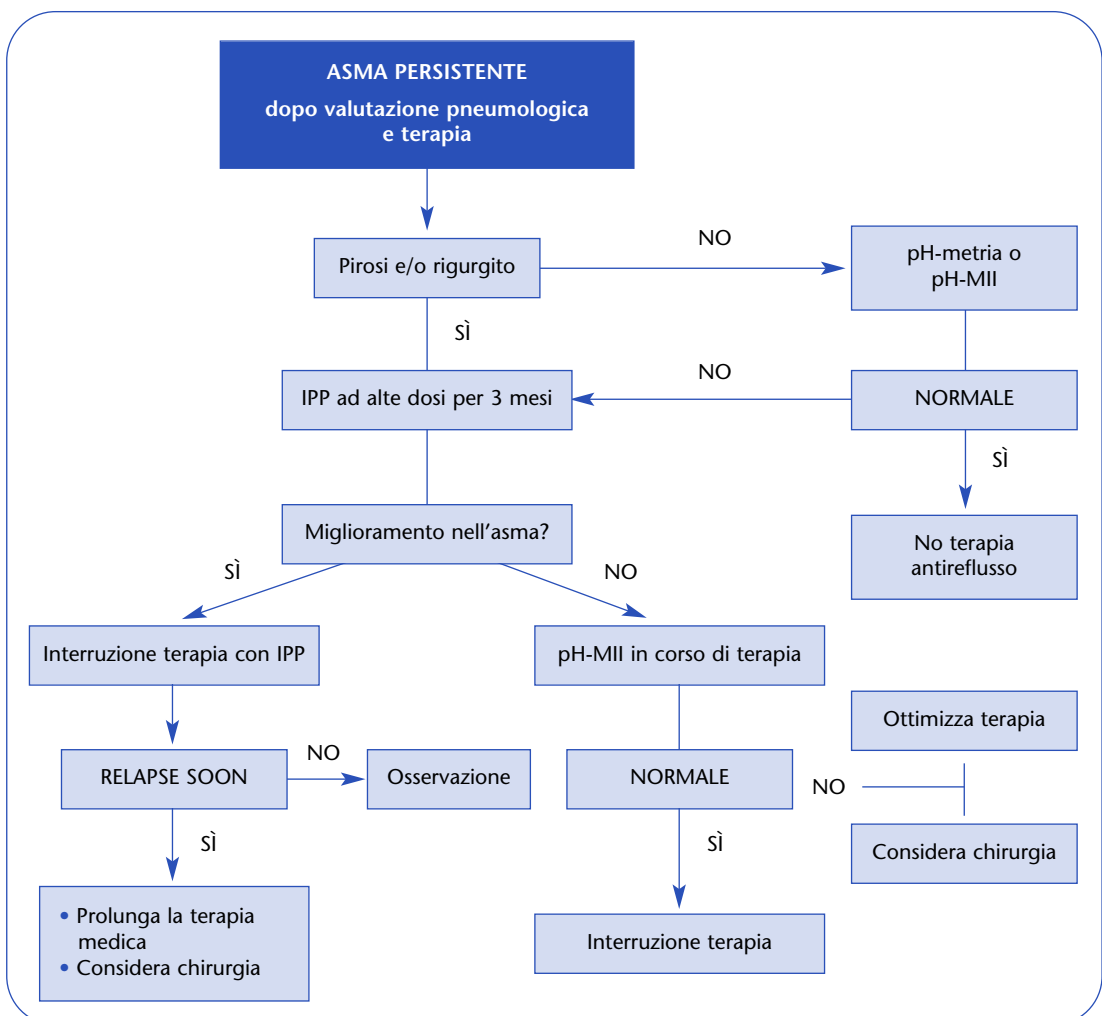 ASMA PERSISTENTE
dopo valutazione pneumologica
e terapia
Pirosi e/o rigurgito
NO
pH-metria o
pH-MII
SÌ
IPP ad alte dosi per 3 mesi
NO
NORMALE
SÌ
Miglioramento nell'asma?
No terapia
antireflusso
SÌ
NO
Interruzione terapia con IPP
pH-MII in corso di terapia
Ottimizza terapia
RELAPSE SOON
NO
Osservazione
NORMALE
NO
Considera chirurgia
SÌ
SÌ
• Prolunga la terapia
medica
• Considera chirurgia
Interruzione terapia